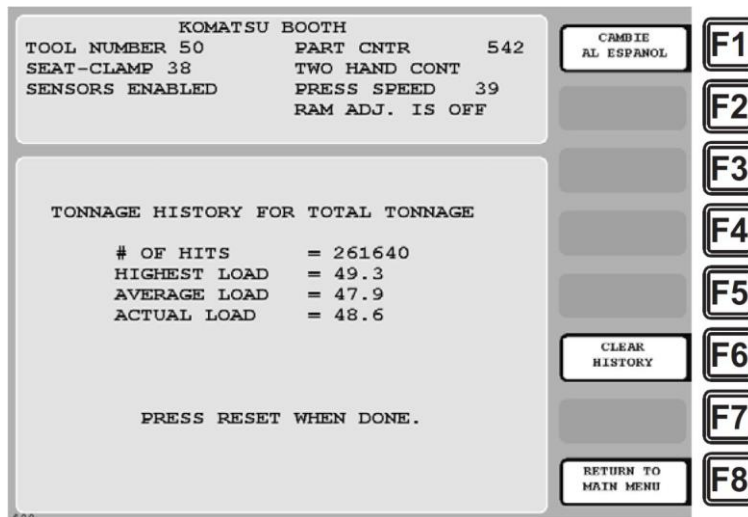 KOMATSU BOOTH
TOOL NUMBER 50 PART CNTR 542
SEAT-CLAMP 38 TWO HAND CONT
SENSORS ENABLED PRESS SPEED 39
RAM ADJ. IS OFF
TONNAGE HISTORY FOR TOTAL TONNAGE
# OF HITS = 261640
HIGHEST LOAD = 49.3
AVERAGE LOAD = 47.9
ACTUAL LOAD = 48.6
PRESS RESET WHEN DONE.
CAMBIE
AL ESPANOL
F1
F2
F3
F4
F5
CLEAR
HISTORY
F6
F7
RETURN TO
MAIN MENU
F8